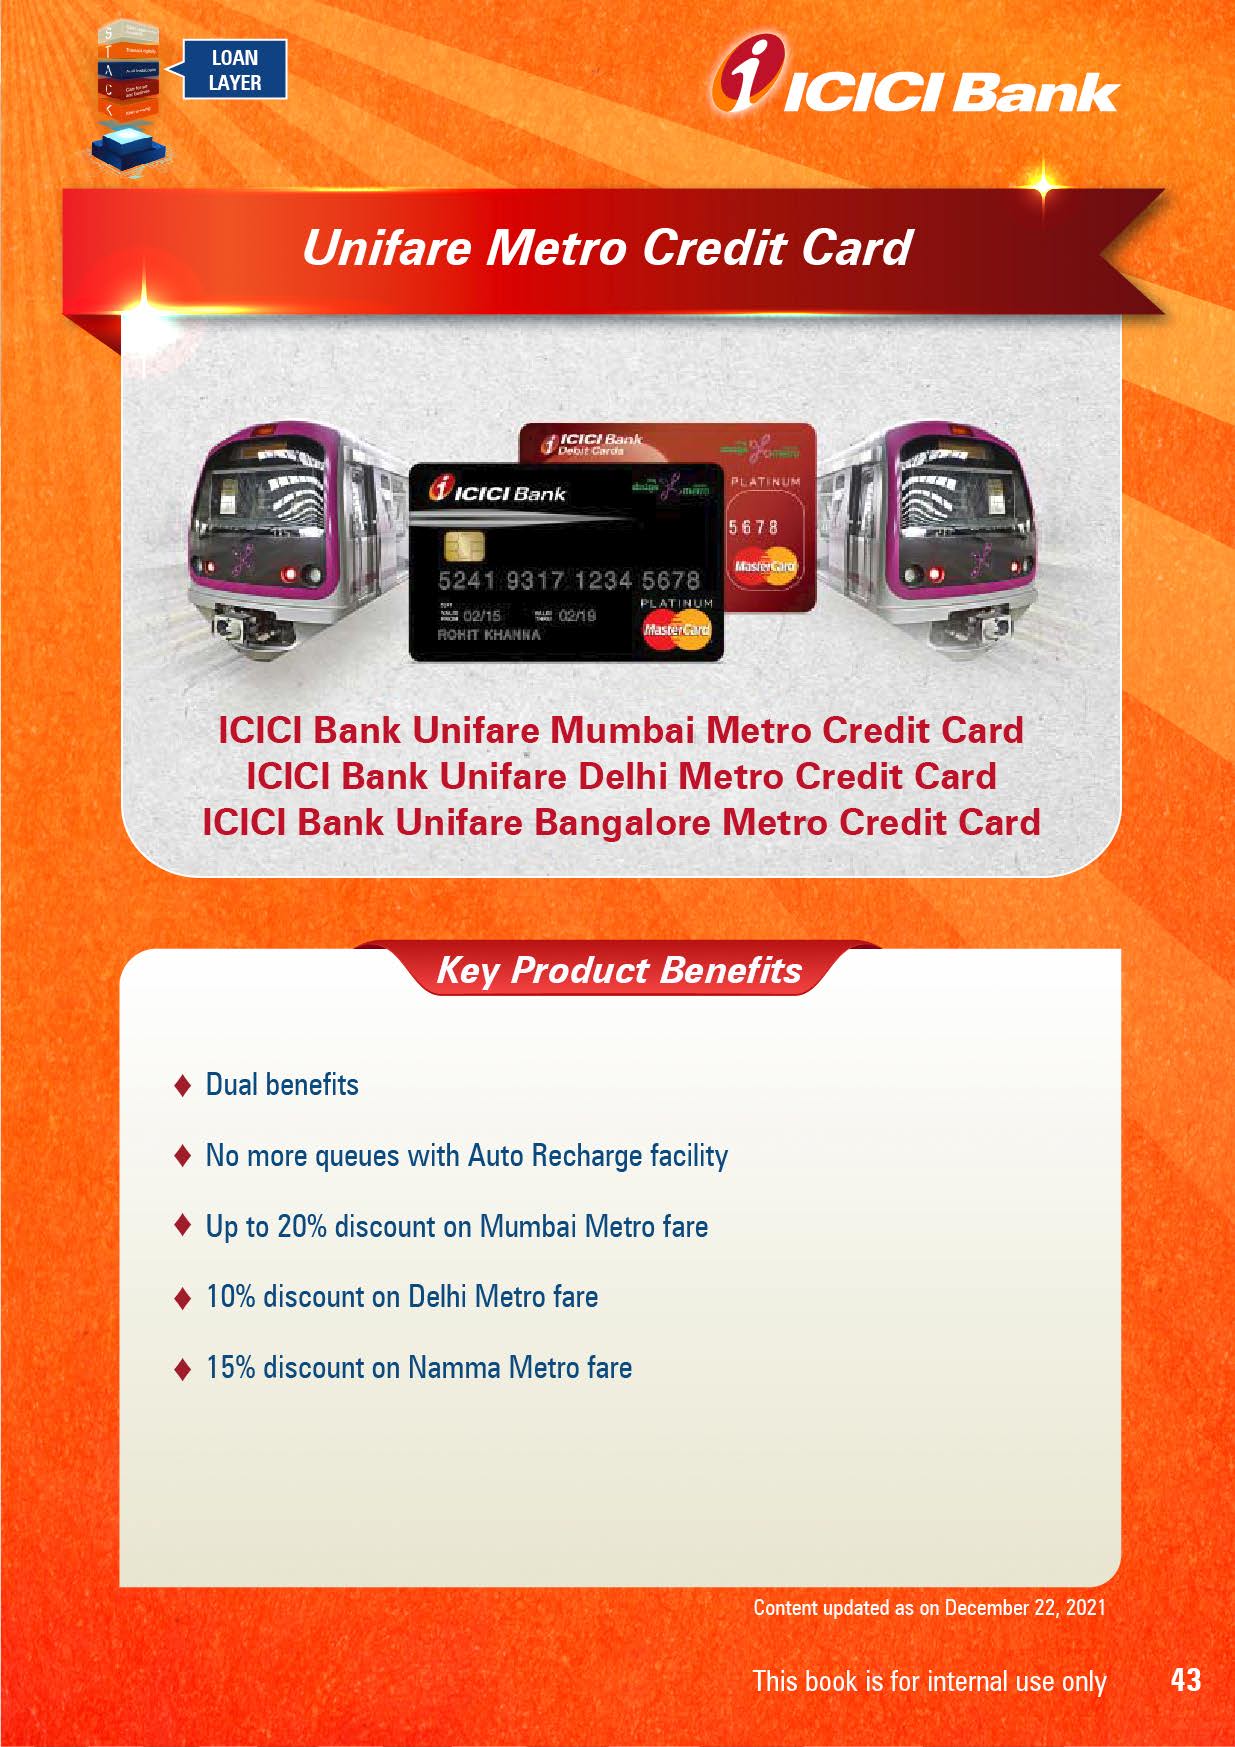 S
T
A
C
K
LOAN
LAYER
ICICI Bank
Unifare Metro Credit Card
ICICI Bank
Debit Cards
PLATINUM
5678
MasterCard
ICICI Bank
metro
5241 9317 1234 5678
PLATINUM
VALID FROM 02/15 VALID THRU 02/19
ROHIT KHANNA
MasterCard
ICICI Bank Unifare Mumbai Metro Credit Card
ICICI Bank Unifare Delhi Metro Credit Card
ICICI Bank Unifare Bangalore Metro Credit Card
Key Product Benefits
Dual benefits
No more queues with Auto Recharge facility
Up to 20% discount on Mumbai Metro fare
10% discount on Delhi Metro fare
15% discount on Namma Metro fare
Content updated as on December 22, 2021
This book is for internal use only 43